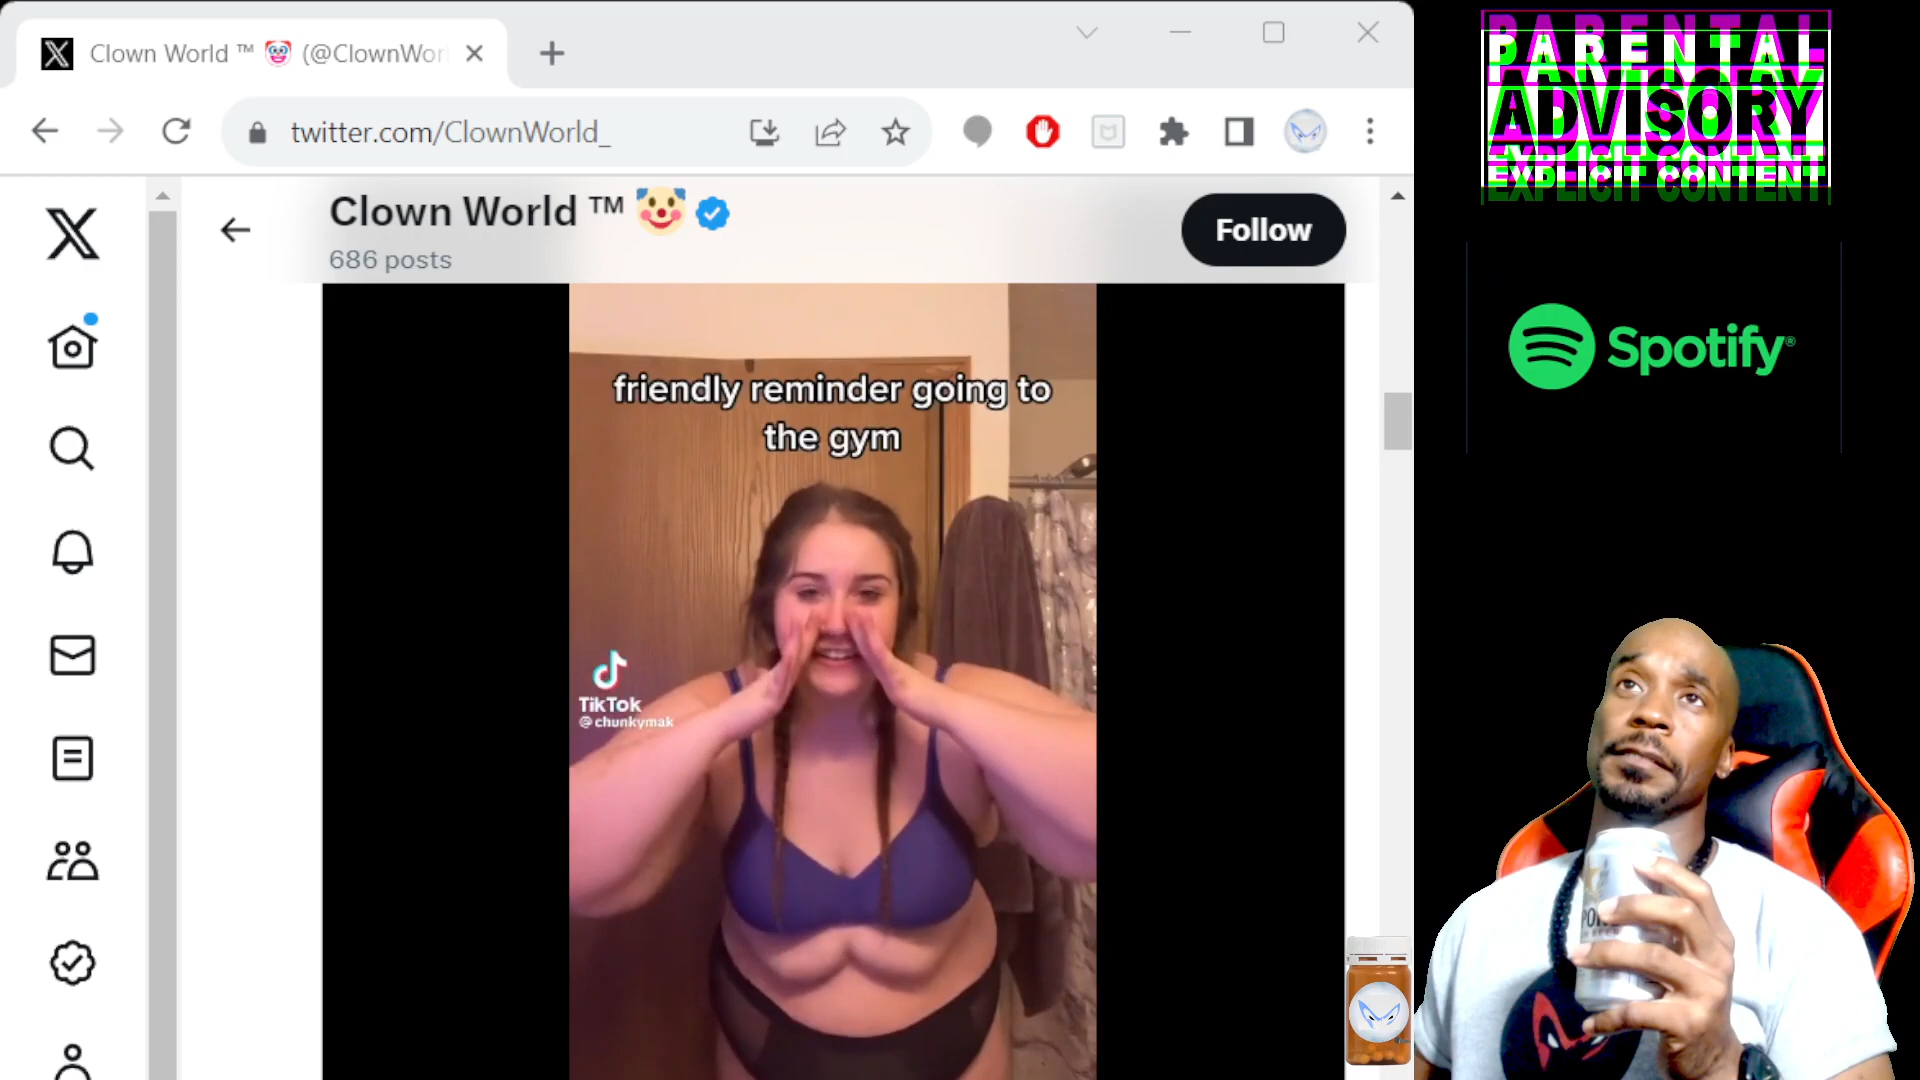 Clown World ™ 🤡 (@ClownWor
twitter.com/ClownWorld_
Clown World ™ 🤡
686 posts
Follow
friendly reminder going to
the gym
TikTok
@chunkymak
PARENTAL
ADVISORY
EXPLICIT CONTENT
Spotify®